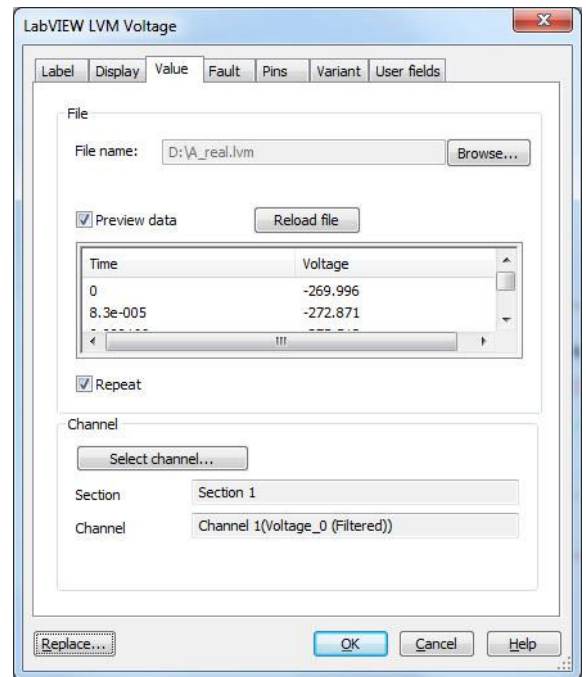 LabVIEW LVM Voltage
Label Display Value Fault Pins Variant User fields
File
File name: D:\A_real.lvm Browse...
Preview data Reload file
Time Voltage
0 -269.996
8.3e-005 -272.871
Repeat
Channel
Select channel...
Section Section 1
Channel Channel 1(Voltage_0 (Filtered))
Replace... OK Cancel Help